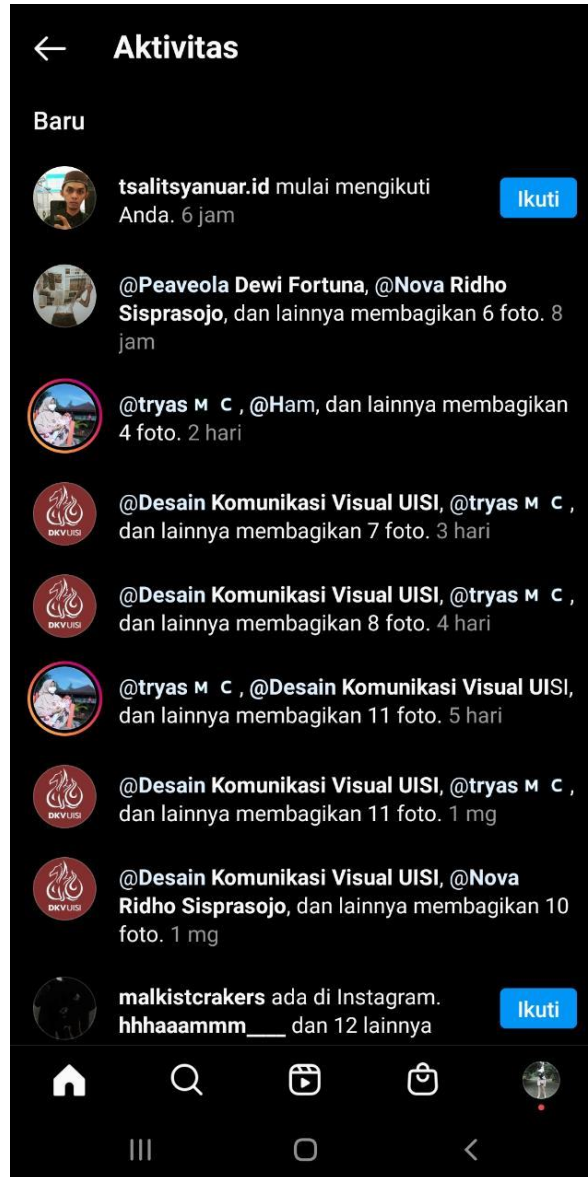 Aktivitas
Baru
tsalitsyanuar.id mulai mengikuti
Anda. 6 jam
Ikuti
@Peaveola Dewi Fortuna, @Nova Ridho
Sisprasojo, dan lainnya membagikan 6 foto. 8
jam
@tryas ᴍ ᴄ , @Ham, dan lainnya membagikan
4 foto. 2 hari
DKVUISI
@Desain Komunikasi Visual UISI, @tryas ᴍ ᴄ ,
dan lainnya membagikan 7 foto. 3 hari
DKVUISI
@Desain Komunikasi Visual UISI, @tryas ᴍ ᴄ ,
dan lainnya membagikan 8 foto. 4 hari
@tryas ᴍ ᴄ , @Desain Komunikasi Visual UISI,
dan lainnya membagikan 11 foto. 5 hari
DKVUISI
@Desain Komunikasi Visual UISI, @tryas ᴍ ᴄ ,
dan lainnya membagikan 11 foto. 1 mg
DKVUISI
@Desain Komunikasi Visual UISI, @Nova
Ridho Sisprasojo, dan lainnya membagikan 10
foto. 1 mg
malkistcrakers ada di Instagram.
hhhaaammm____ dan 12 lainnya
Ikuti